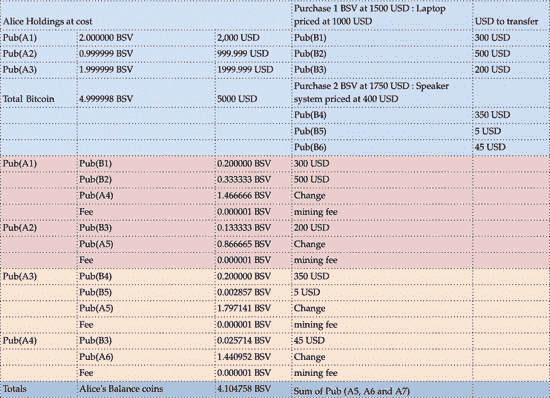 Alice Holdings at cost Purchase 1 BSV at 1500 USD : Laptop priced at 1000 USD USD to transfer
Pub(A1) 2.000000 BSV 2,000 USD Pub(B1) 300 USD
Pub(A2) 0.999999 BSV 999.999 USD Pub(B2) 500 USD
Pub(A3) 1.999999 BSV 1999.999 USD Pub(B3) 200 USD
Total Bitcoin 4.999998 BSV 5000 USD Purchase 2 BSV at 1750 USD : Speaker system priced at 400 USD
Pub(B4) 350 USD
Pub(B5) 5 USD
Pub(B6) 45 USD
Pub(A1) Pub(B1) 0.200000 BSV 300 USD
Pub(B2) 0.333333 BSV 500 USD
Pub(A4) 1.466666 BSV Change
Fee 0.000001 BSV mining fee
Pub(A2) Pub(B3) 0.133333 BSV 200 USD
Pub(A5) 0.866665 BSV Change
Fee 0.000001 BSV mining fee
Pub(A3) Pub(B4) 0.200000 BSV 350 USD
Pub(B5) 0.002857 BSV 5 USD
Pub(A5) 1.797141 BSV Change
Fee 0.000001 BSV mining fee
Pub(A4) Pub(B3) 0.025714 BSV 45 USD
Pub(A6) 1.440952 BSV Change
Fee 0.000001 BSV mining fee
Totals Alice's Balance coins 4.104758 BSV Sum of Pub (A5, A6 and A7)